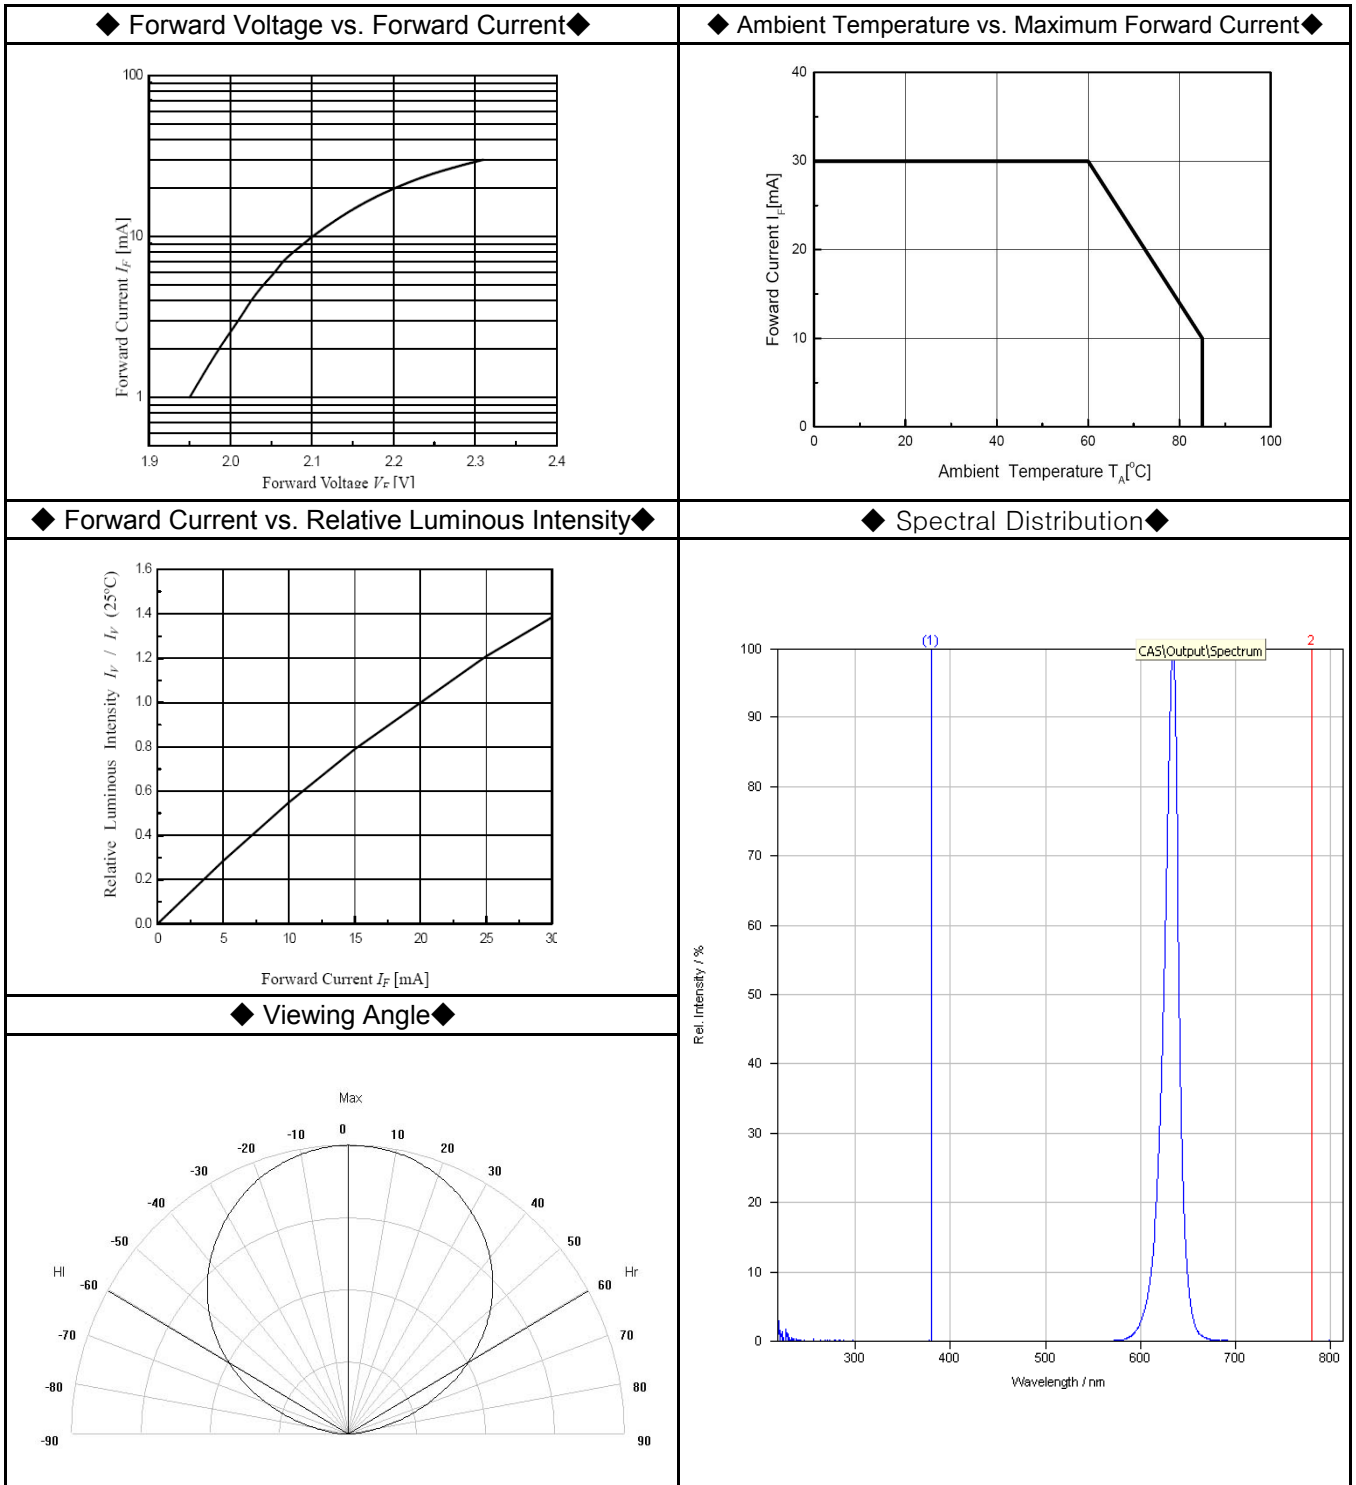 ◆ Forward Voltage vs. Forward Current◆
100
10
1
Forward Current IF [mA]
1.9 2.0 2.1 2.2 2.3 2.4
Forward Voltage VF [V]
◆ Ambient Temperature vs. Maximum Forward Current◆
40
30
20
10
0
Foward Current IF[mA]
0 20 40 60 80 100
Ambient Temperature TA[°C]
◆ Forward Current vs. Relative Luminous Intensity◆
1.6
1.4
1.2
1.0
0.8
0.6
0.4
0.2
0.0
Relative Luminous Intensity IV / IV (25°C)
0 5 10 15 20 25 30
Forward Current IF [mA]
◆ Spectral Distribution◆
(1)
2
CAS\Output\Spectrum
100
90
80
70
60
50
40
30
20
10
0
Rel. Intensity / %
300 400 500 600 700 800
Wavelength / nm
◆ Viewing Angle◆
Max
0
-10 10
-20 20
-30 30
-40 40
-50 50
Hl Hr
-60 60
-70 70
-80 80
-90 90